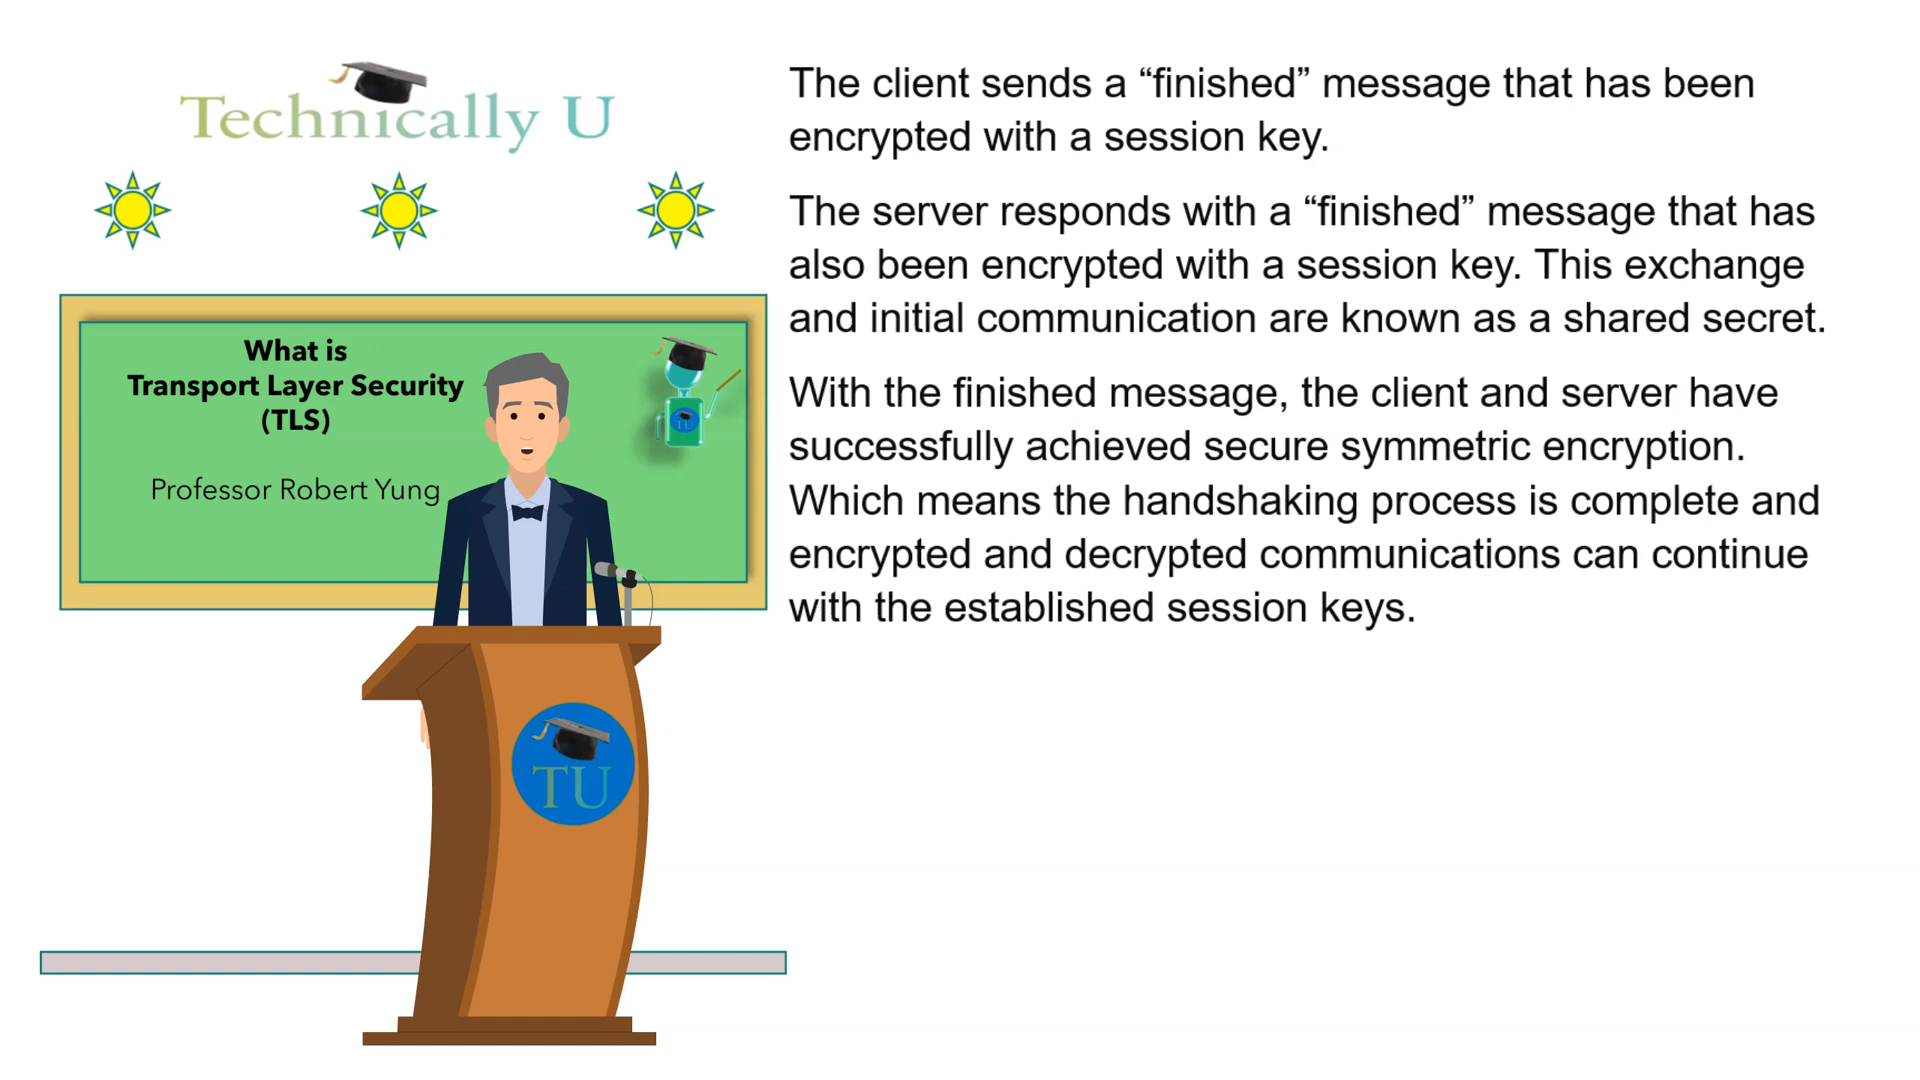 Technically U
What is
Transport Layer Security
(TLS)
Professor Robert Yung
TU
TU
The client sends a “finished” message that has been
encrypted with a session key.
The server responds with a “finished” message that has
also been encrypted with a session key. This exchange
and initial communication are known as a shared secret.
With the finished message, the client and server have
successfully achieved secure symmetric encryption.
Which means the handshaking process is complete and
encrypted and decrypted communications can continue
with the established session keys.